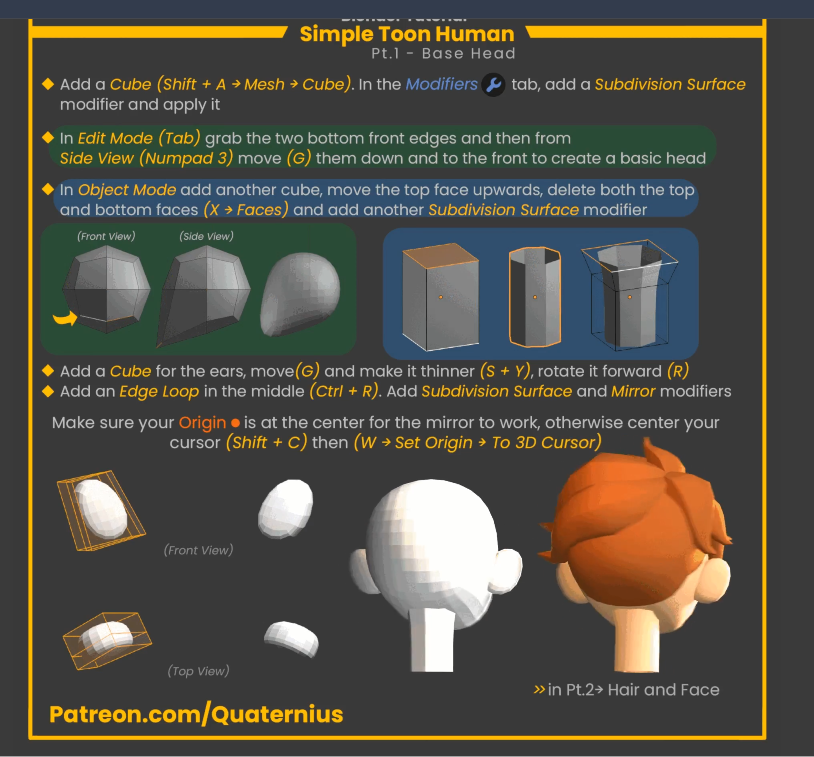 Blender Tutorial
Simple Toon Human
Pt.1 - Base Head
◆ Add a Cube (Shift + A → Mesh → Cube). In the Modifiers tab, add a Subdivision Surface
modifier and apply it
◆ In Edit Mode (Tab) grab the two bottom front edges and then from
Side View (Numpad 3) move (G) them down and to the front to create a basic head
◆ In Object Mode add another cube, move the top face upwards, delete both the top
and bottom faces (X → Faces) and add another Subdivision Surface modifier
(Front View) (Side View)
◆ Add a Cube for the ears, move(G) and make it thinner (S + Y), rotate it forward (R)
◆ Add an Edge Loop in the middle (Ctrl + R). Add Subdivision Surface and Mirror modifiers
Make sure your Origin ● is at the center for the mirror to work, otherwise center your
cursor (Shift + C) then (W → Set Origin → To 3D Cursor)
(Front View)
(Top View)
>> in Pt.2→ Hair and Face
Patreon.com/Quaternius